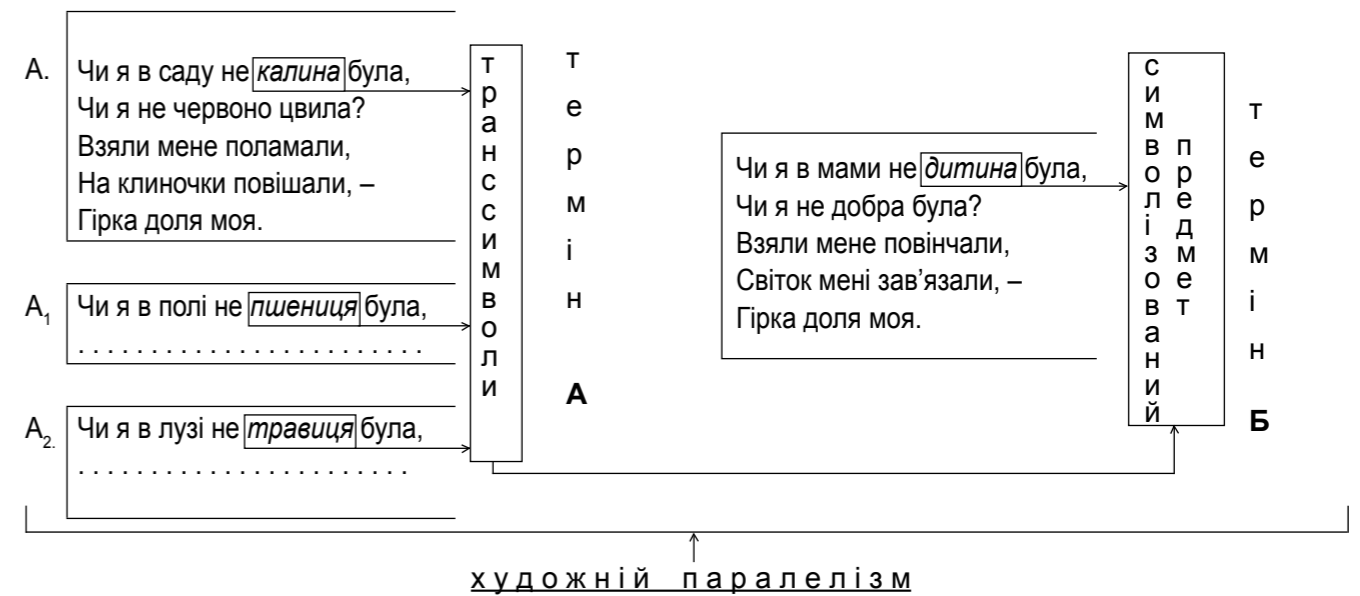 А.
Чи я в саду не калина була,
Чи я не червоно цвила?
Взяли мене поламали,
На клиночки повішали, –
Гірка доля моя.
А₁
Чи я в полі не пшениця була,
. . . . . . . . . . . . . . . . . . . . . . . .
А₂.
Чи я в лузі не травиця була,
. . . . . . . . . . . . . . . . . . . . . . .
транссимволи
термін А
Чи я в мами не дитина була,
Чи я не добра була?
Взяли мене повінчали,
Світок мені зав’язали, –
Гірка доля моя.
символізований
предмет
термін Б
художній паралелізм